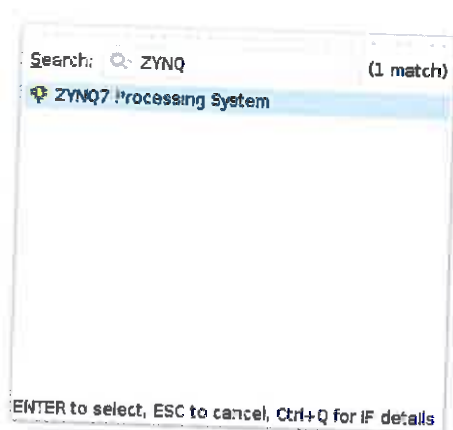 Search: ZYNQ (1 match)
ZYNQ7 Processing System
ENTER to select, ESC to cancel, Ctrl+Q for IP details